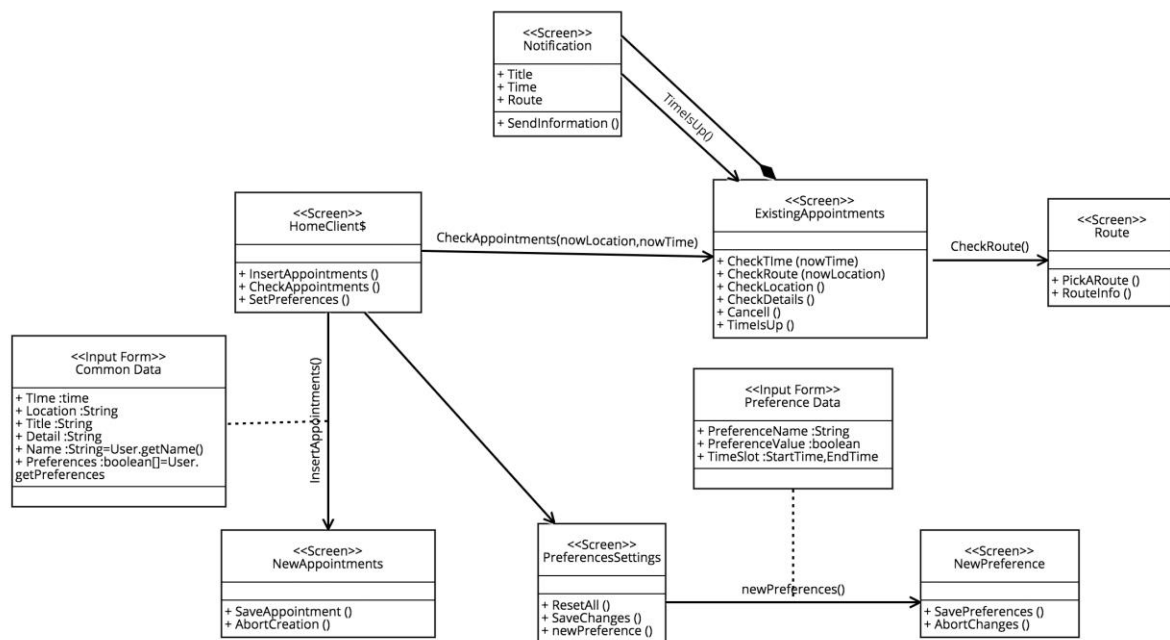 <<Screen>>
Notification
+ Title
+ Time
+ Route
+ SendInformation ()
TimeIsUp()
<<Screen>>
HomeClient$
+ InsertAppointments ()
+ CheckAppointments ()
+ SetPreferences ()
CheckAppointments(nowLocation,nowTime)
<<Screen>>
ExistingAppointments
+ CheckTIme (nowTime)
+ CheckRoute (nowLocation)
+ CheckLocation ()
+ CheckDetails ()
+ Cancell ()
+ TimeIsUp ()
CheckRoute()
<<Screen>>
Route
+ PickARoute ()
+ RouteInfo ()
<<Input Form>>
Common Data
+ TIme :time
+ Location :String
+ Title :String
+ Detail :String
+ Name :String=User.getName()
+ Preferences :boolean[]=User.
getPreferences
InsertAppointments()
<<Input Form>>
Preference Data
+ PreferenceName :String
+ PreferenceValue :boolean
+ TimeSlot :StartTime,EndTime
<<Screen>>
NewAppointments
+ SaveAppointment ()
+ AbortCreation ()
<<Screen>>
PreferencesSettings
+ ResetAll ()
+ SaveChanges ()
+ newPreference ()
newPreferences()
<<Screen>>
NewPreference
+ SavePreferences ()
+ AbortChanges ()